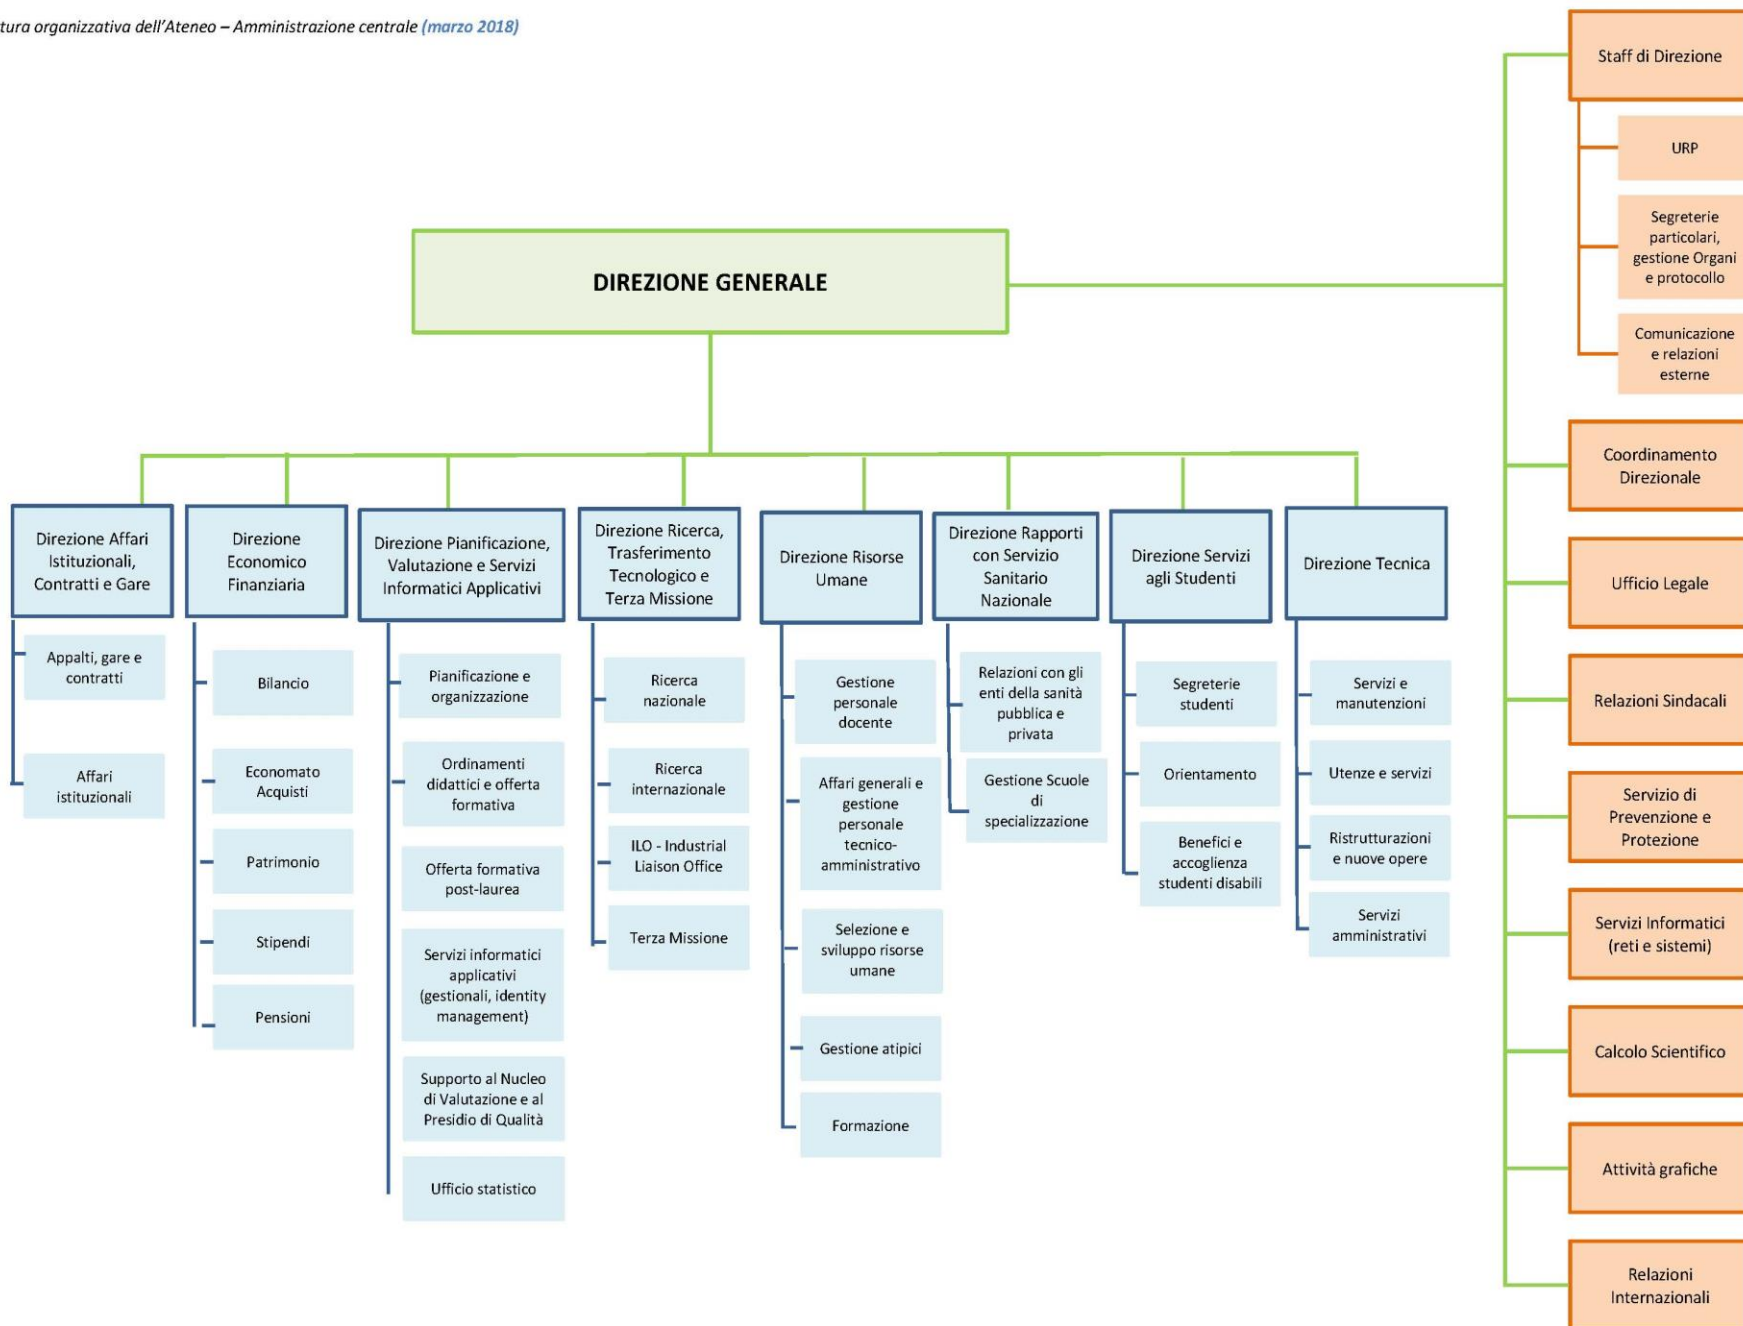 tura organizzativa dell'Ateneo – Amministrazione centrale (marzo 2018)
Staff di Direzione
URP
Segreterie
particolari,
gestione Organi
e protocollo
Comunicazione
e relazioni
esterne
DIREZIONE GENERALE
Coordinamento
Direzionale
Ufficio Legale
Relazioni Sindacali
Servizio di
Prevenzione e
Protezione
Servizi Informatici
(reti e sistemi)
Calcolo Scientifico
Attività grafiche
Relazioni
Internazionali
Direzione Affari
Istituzionali,
Contratti e Gare
Appalti, gare e
contratti
Affari
istituzionali
Direzione
Economico
Finanziaria
Bilancio
Economato
Acquisti
Patrimonio
Stipendi
Pensioni
Direzione Pianificazione,
Valutazione e Servizi
Informatici Applicativi
Pianificazione e
organizzazione
Ordinamenti
didattici e offerta
formativa
Offerta formativa
post-laurea
Servizi informatici
applicativi
(gestionali, identity
management)
Supporto al Nucleo
di Valutazione e al
Presidio di Qualità
Ufficio statistico
Direzione Ricerca,
Trasferimento
Tecnologico e
Terza Missione
Ricerca
nazionale
Ricerca
internazionale
ILO - Industrial
Liaison Office
Terza Missione
Direzione Risorse
Umane
Gestione
personale
docente
Affari generali e
gestione
personale
tecnico-
amministrativo
Selezione e
sviluppo risorse
umane
Gestione atipici
Formazione
Direzione Rapporti
con Servizio
Sanitario
Nazionale
Relazioni con gli
enti della sanità
pubblica e
privata
Gestione Scuole
di
specializzazione
Direzione Servizi
agli Studenti
Segreterie
studenti
Orientamento
Benefici e
accoglienza
studenti disabili
Direzione Tecnica
Servizi e
manutenzioni
Utenze e servizi
Ristrutturazioni
e nuove opere
Servizi
amministrativi